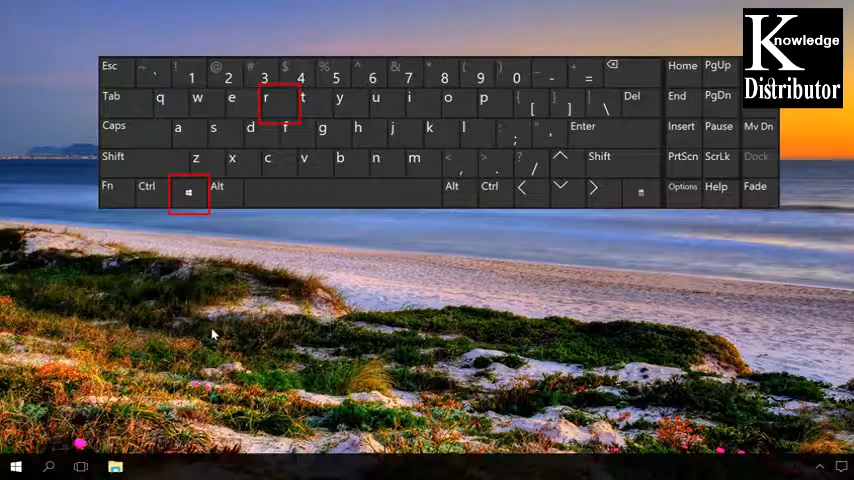 Knowledge
Distributor
Esc ~ ` ! 1 @ 2 # 3 $ 4 % 5 ^ 6 & 7 * 8 ( 9 ) 0 _ - + = Home PgUp
Tab q w e r t y u i o p { [ } ] | \ Del End PgDn
Caps a s d f g h j k l : ; " ' Enter Insert Pause Mv Dn
Shift z x c v b n m < , > . ? / Shift PrtScn ScrLk Dock
Fn Ctrl Alt Alt Ctrl Options Help Fade